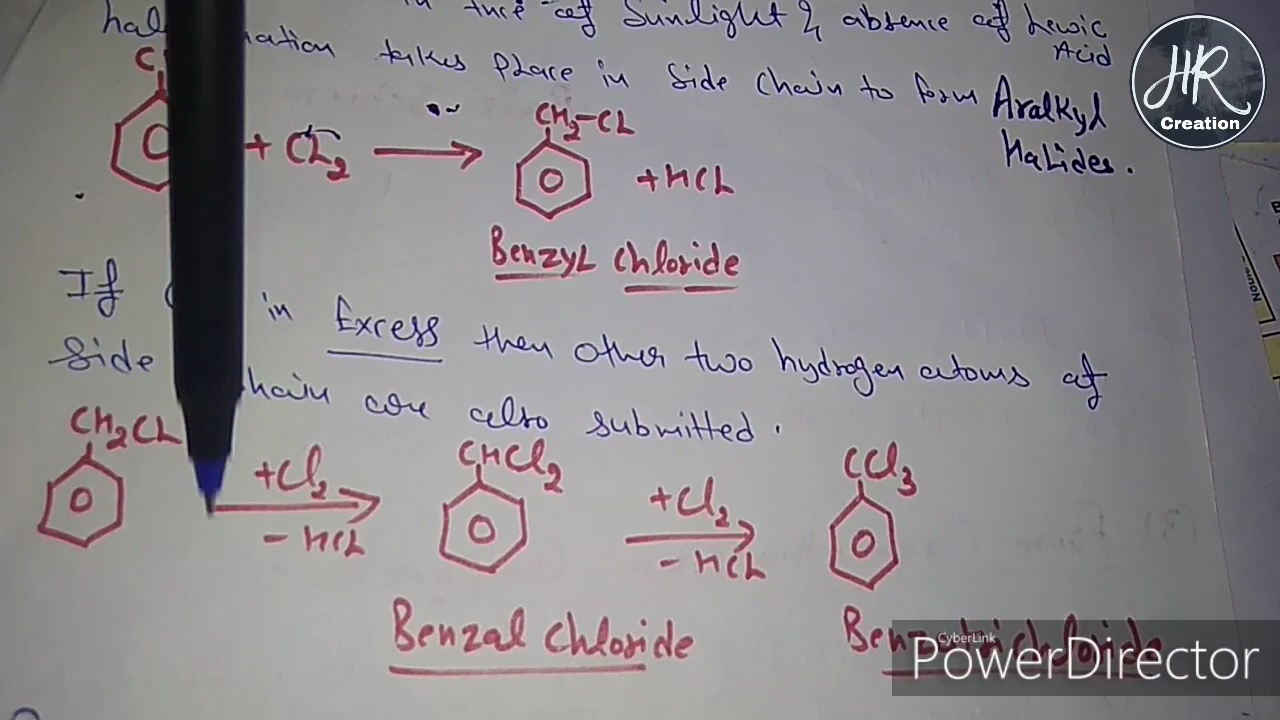 of Sunlight & absence of Lewic
Acid
takes place in side chain to form Aralkyl
Halides.
+ Cl2 → CH2-CL
+HCL
Benzyl chloride
If in Excess then other two hydrogen atoms of
side hain are also submitted.
CH2CL +Cl2 CHCl2 +Cl2 CCl3
- HCL - HCL
Benzal chloride
HR
Creation
CyberLink
PowerDirector